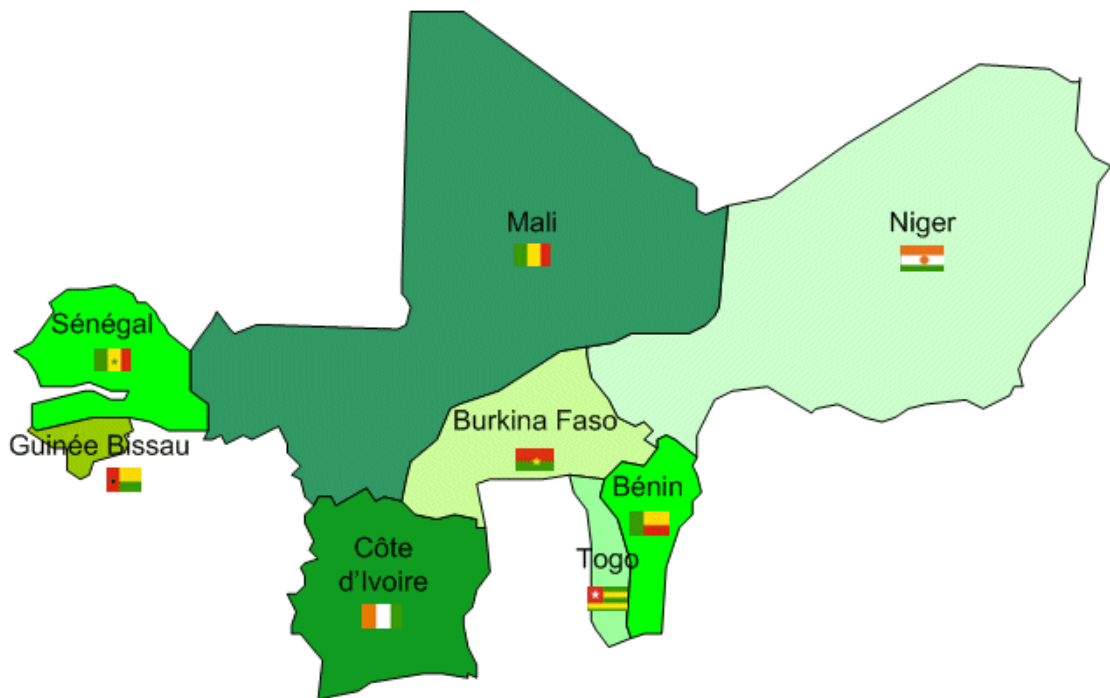 Mali
Niger
Sénégal
Burkina Faso
Guinée Bissau
Bénin
Côte
d'Ivoire
Togo